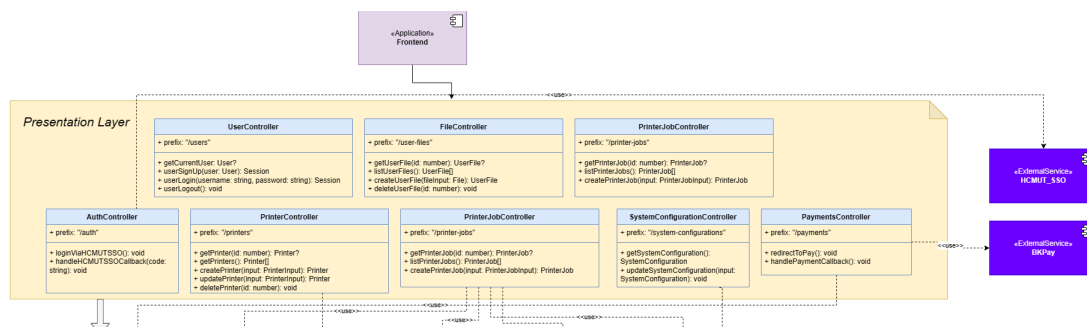 «Application»
Frontend
<<use>>
Presentation Layer
UserController
+ prefix: "/users"
+ getCurrentUser: User?
+ userSignUp(user: User): Session
+ userLogin(username: string, password: string): Session
+ userLogout(): void
FileController
+ prefix: "/user-files"
+ getUserFile(id: number): UserFile?
+ listUserFiles(): UserFile[]
+ createUserFile(fileInput: File): UserFile
+ deleteUserFile(id: number): void
PrinterJobController
+ prefix: "/printer-jobs"
+ getPrinterJob(id: number): PrinterJob?
+ listPrinterJobs(): PrinterJob[]
+ createPrinterJob(input: PrinterJobInput): PrinterJob
«ExternalService»
HCMUT_SSO
AuthController
+ prefix: "/auth"
+ loginViaHCMUTSSO(): void
+ handleHCMUTSSOCallback(code:
string): void
PrinterController
+ prefix: "/printers"
+ getPrinter(id: number): Printer?
+ getPrinters(): Printer[]
+ createPrinter(input: PrinterInput): Printer
+ updatePrinter(input: PrinterInput): Printer
+ deletePrinter(id: number): void
PrinterJobController
+ prefix: "/printer-jobs"
+ getPrinterJob(id: number): PrinterJob?
+ listPrinterJobs(): PrinterJob[]
+ createPrinterJob(input: PrinterJobInput): PrinterJob
SystemConfigurationController
+ prefix: "/system-configurations"
+ getSystemConfiguration():
SystemConfiguration
+ updateSystemConfiguration(input:
SystemConfiguration): void
PaymentsController
+ prefix: "/payments"
+ redirectToPay(): void
+ handlePaymentCallback(): void
<<use>>
«ExternalService»
BKPay
<<use>>
<<use>>
<<use>>
<<use>>